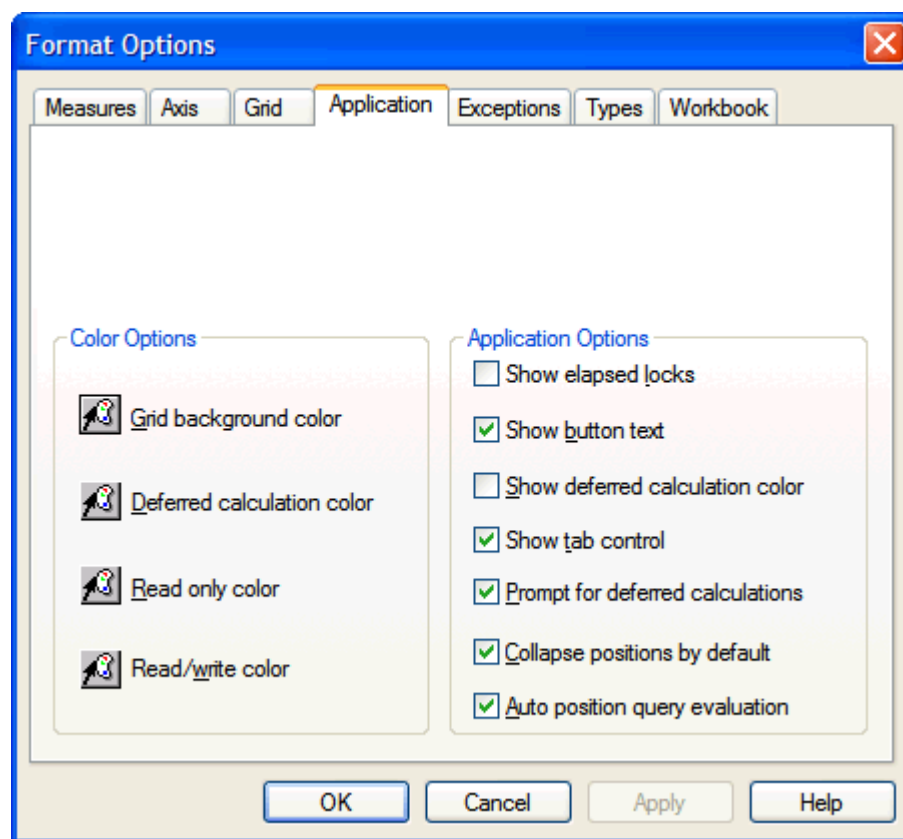 Format Options
Measures Axis Grid Application Exceptions Types Workbook
Color Options
Grid background color
Deferred calculation color
Read only color
Read/write color
Application Options
Show elapsed locks
Show button text
Show deferred calculation color
Show tab control
Prompt for deferred calculations
Collapse positions by default
Auto position query evaluation
OK Cancel Apply Help